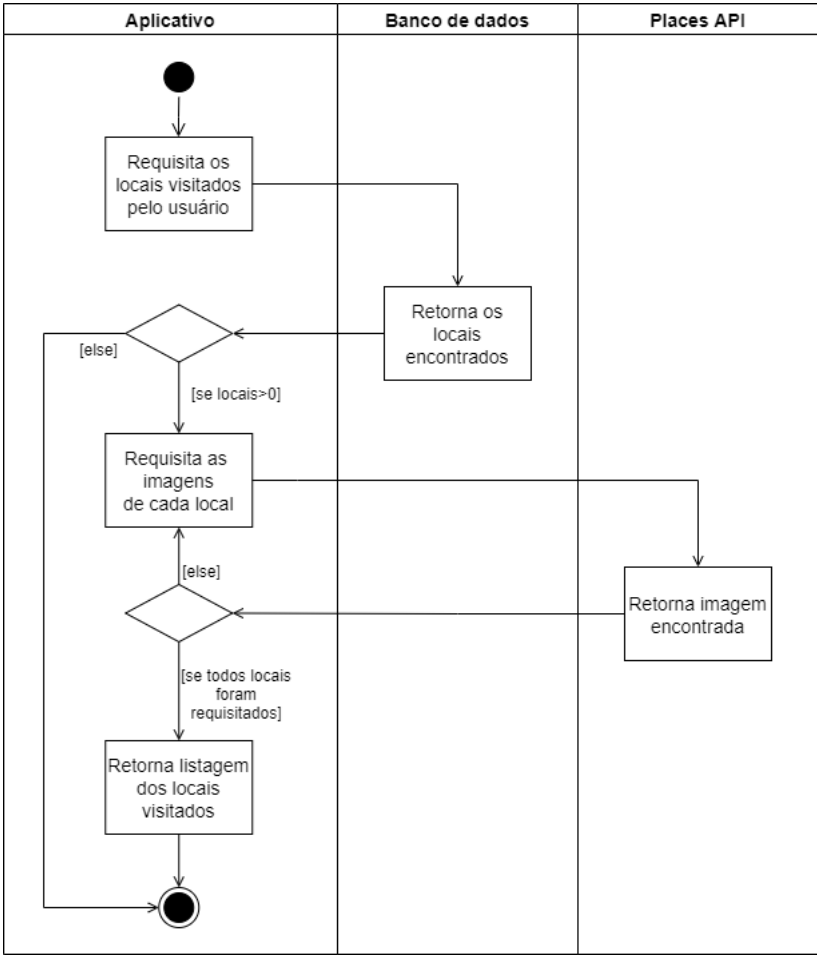 Aplicativo
Banco de dados
Places API
Requisita os
locais visitados
pelo usuário
Retorna os
locais
encontrados
[else]
[se locais>0]
Requisita as
imagens
de cada local
[else]
Retorna imagem
encontrada
[se todos locais
foram
requisitados]
Retorna listagem
dos locais
visitados